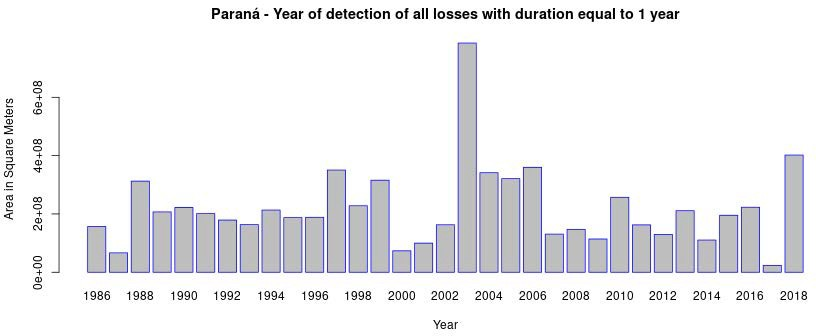 Paraná - Year of detection of all losses with duration equal to 1 year
Area in Square Meters
6e+08
4e+08
2e+08
0e+00
1986 1988 1990 1992 1994 1996 1998 2000 2002 2004 2006 2008 2010 2012 2014 2016 2018
Year